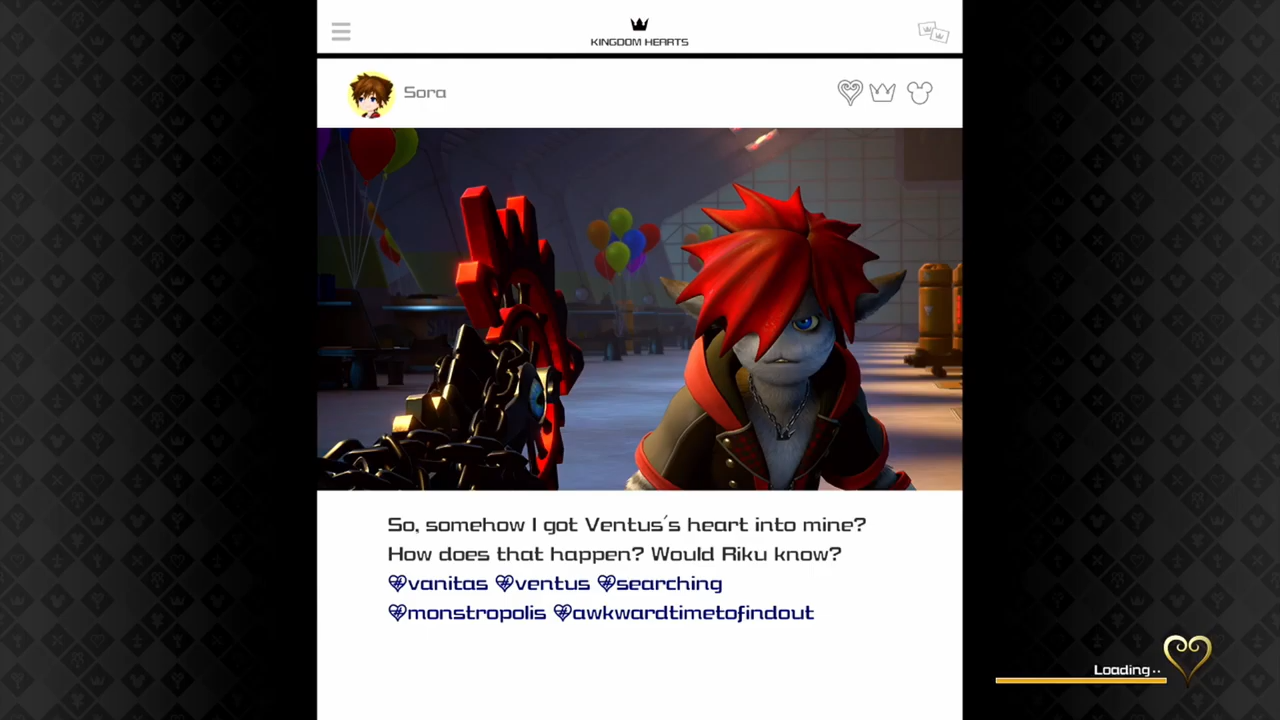 KINGDOM HEARTS
Sora
So, somehow I got Ventus's heart into mine?
How does that happen? Would Riku know?
vanitas ventus searching
monstropolis awkwardtimetofindout
Loading..